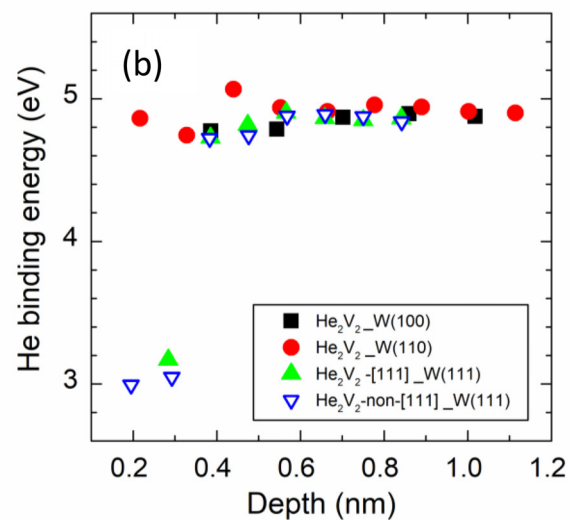 (b)
He binding energy (eV)
5
4
3
He₂V₂_W(100)
He₂V₂_W(110)
He₂V₂-[111]_W(111)
He₂V₂-non-[111]_W(111)
0.2 0.4 0.6 0.8 1.0 1.2
Depth (nm)